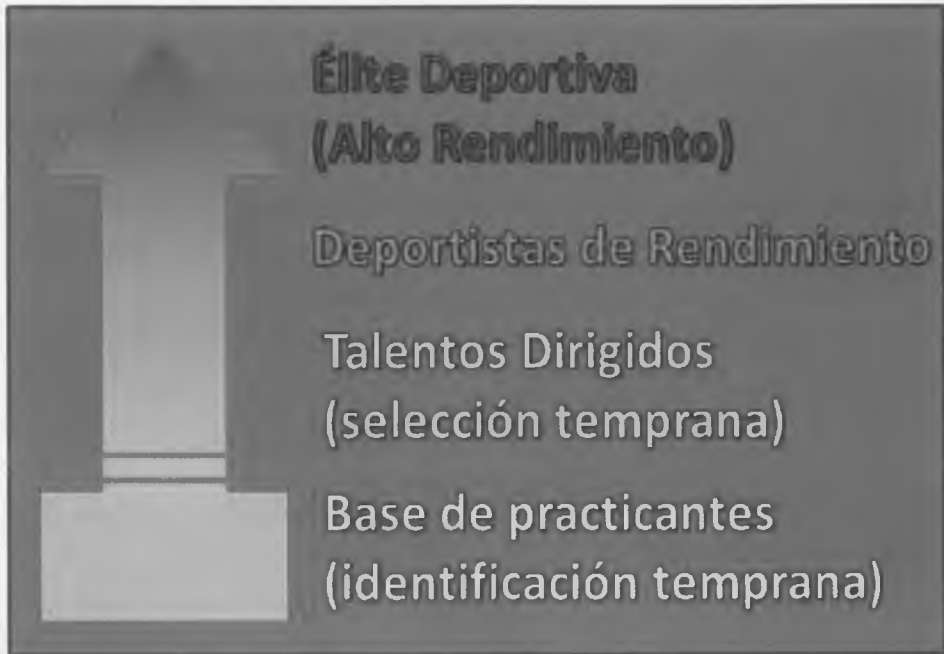 Élite Deportiva
(Alto Rendimiento)
Deportistas de Rendimiento
Talentos Dirigidos
(selección temprana)
Base de practicantes
(identificación temprana)